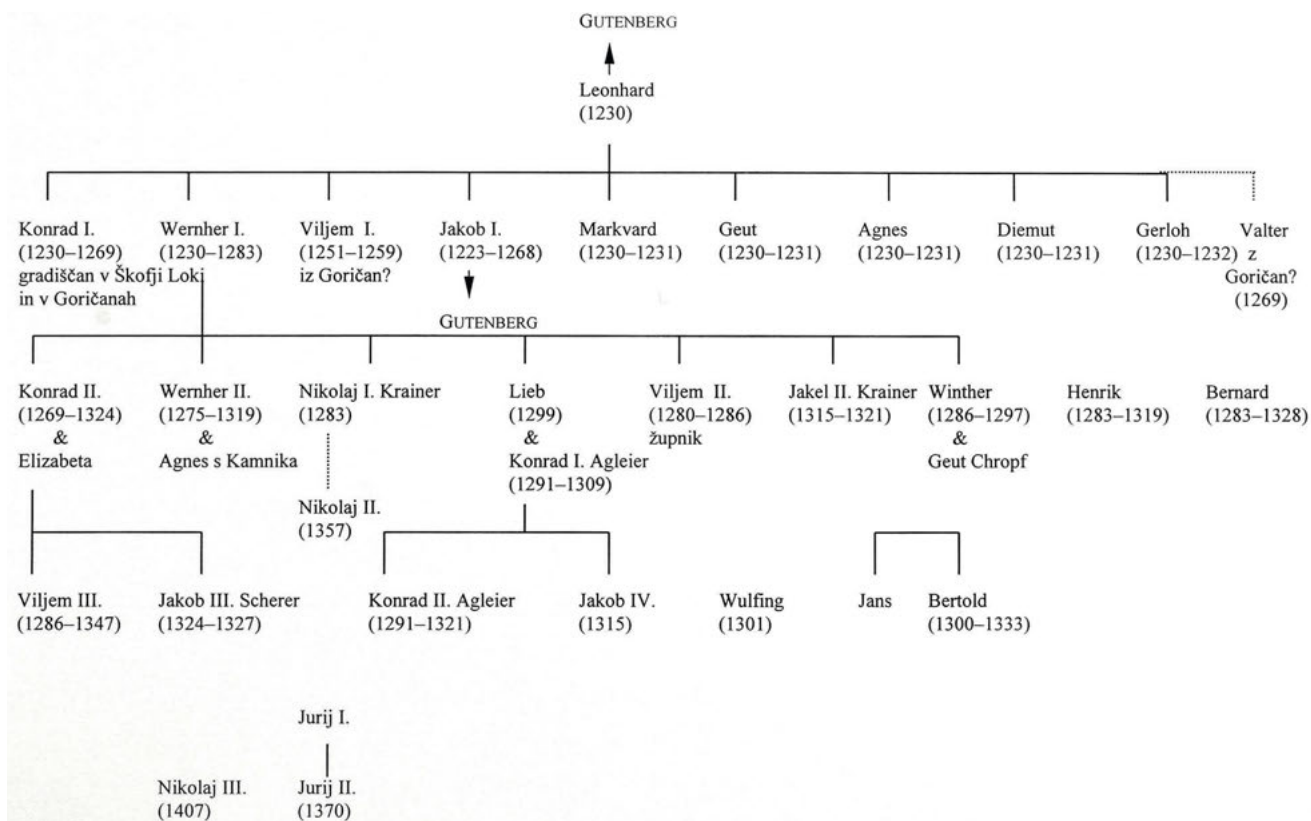 GUTENBERG
Leonhard
(1230)
Konrad I.
(1230–1269)
gradiščan v Škofji Loki
in v Goričanah
Wernher I.
(1230–1283)
Viljem I.
(1251–1259)
iz Goričan?
Jakob I.
(1223–1268)
Markvard
(1230–1231)
Geut
(1230–1231)
Agnes
(1230–1231)
Diemut
(1230–1231)
Gerloh
(1230–1232)
Valter
z
Goričan?
(1269)
GUTENBERG
Konrad II.
(1269–1324)
&
Elizabeta
Wernher II.
(1275–1319)
&
Agnes s Kamnika
Nikolaj I. Krainer
(1283)
Nikolaj II.
(1357)
Lieb
(1299)
&
Konrad I. Agleier
(1291–1309)
Viljem II.
(1280–1286)
župnik
Jakel II. Krainer
(1315–1321)
Winther
(1286–1297)
&
Geut Chropf
Henrik
(1283–1319)
Bernard
(1283–1328)
Viljem III.
(1286–1347)
Jakob III. Scherer
(1324–1327)
Konrad II. Agleier
(1291–1321)
Jakob IV.
(1315)
Wulfing
(1301)
Jans
Bertold
(1300–1333)
Jurij I.
Nikolaj III.
(1407)
Jurij II.
(1370)